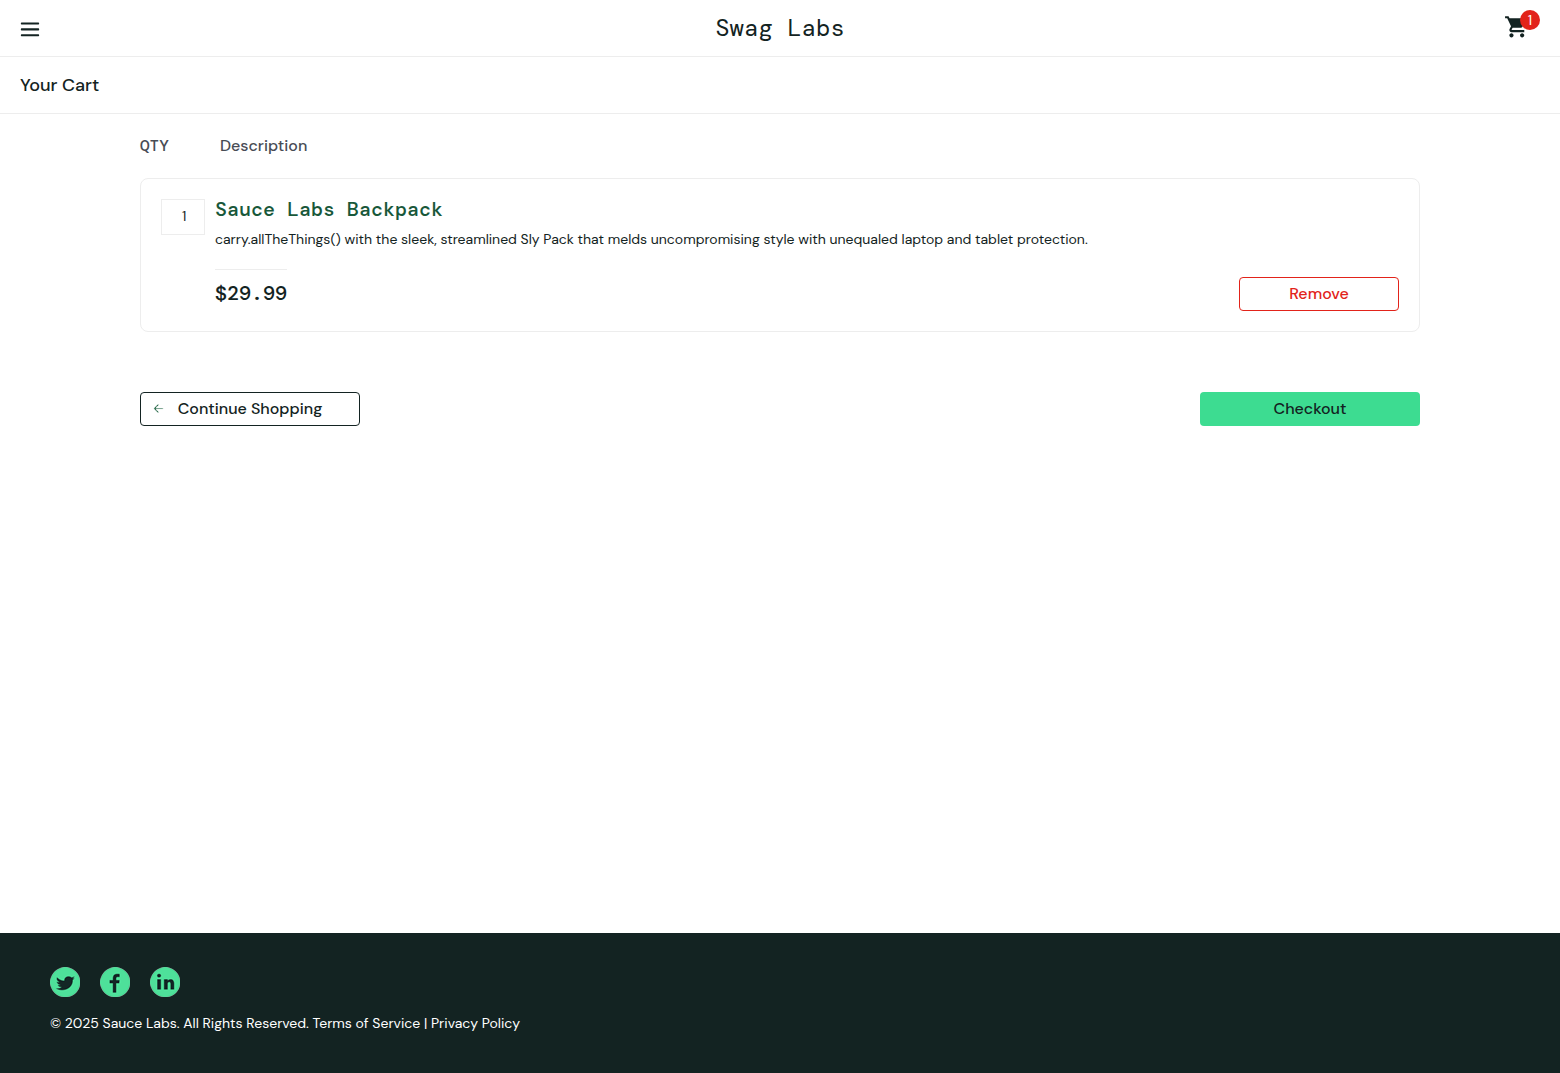 Swag Labs
1
Your Cart
QTY Description
1
Sauce Labs Backpack
carry.allTheThings() with the sleek, streamlined Sly Pack that melds uncompromising style with unequaled laptop and tablet protection.
$29.99
Remove
Continue Shopping
Checkout
© 2025 Sauce Labs. All Rights Reserved. Terms of Service | Privacy Policy